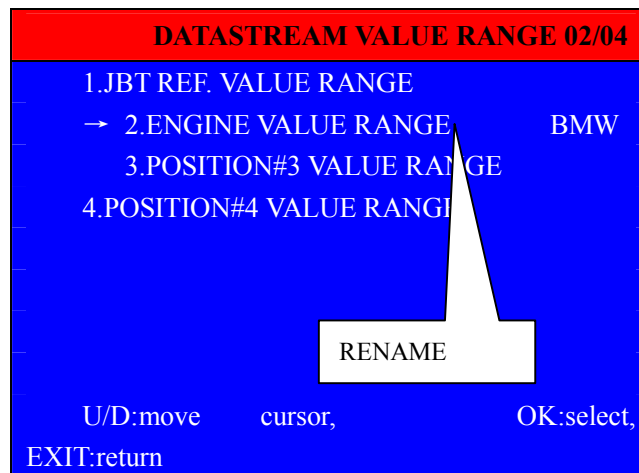 DATASTREAM VALUE RANGE 02/04
1.JBT REF. VALUE RANGE
→ 2.ENGINE VALUE RANGE BMW
3.POSITION#3 VALUE RANGE
4.POSITION#4 VALUE RANGE
RENAME
U/D:move cursor, OK:select,
EXIT:return